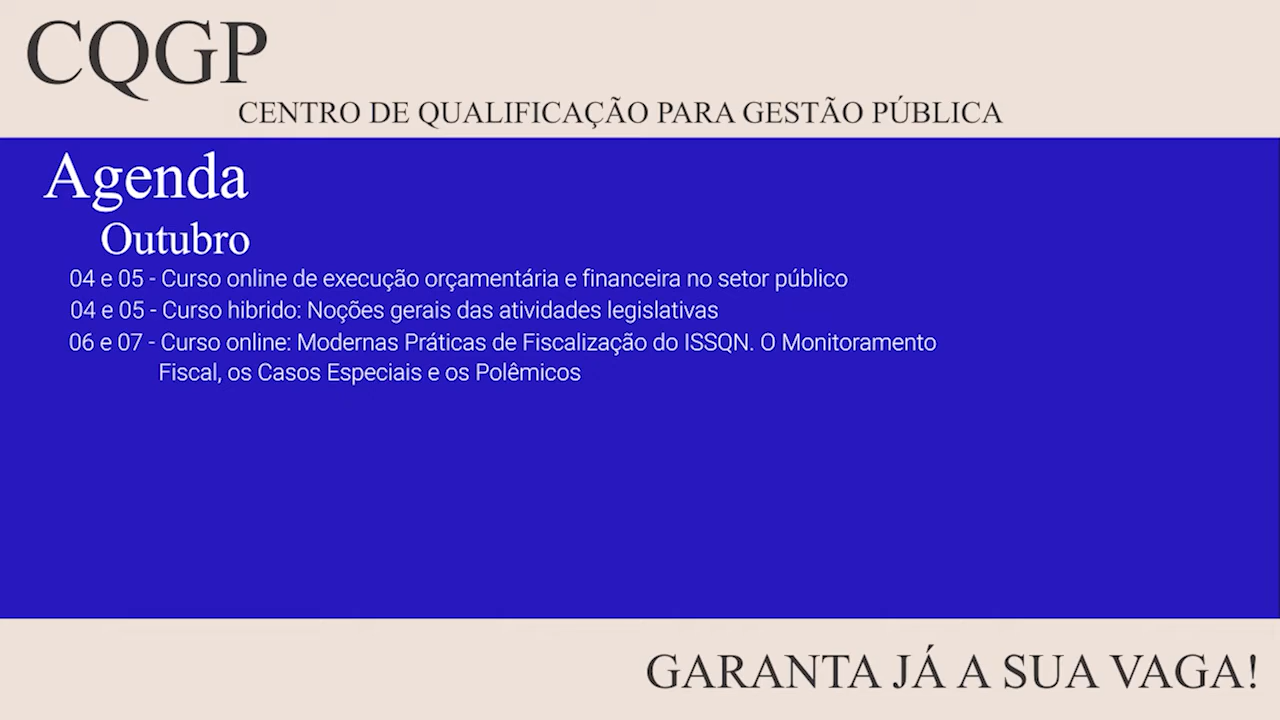 CQGP
CENTRO DE QUALIFICAÇÃO PARA GESTÃO PÚBLICA
Agenda
Outubro
04 e 05 - Curso online de execução orçamentária e financeira no setor público
04 e 05 - Curso hibrido: Noções gerais das atividades legislativas
06 e 07 - Curso online: Modernas Práticas de Fiscalização do ISSQN. O Monitoramento
Fiscal, os Casos Especiais e os Polêmicos
GARANTA JÁ A SUA VAGA!